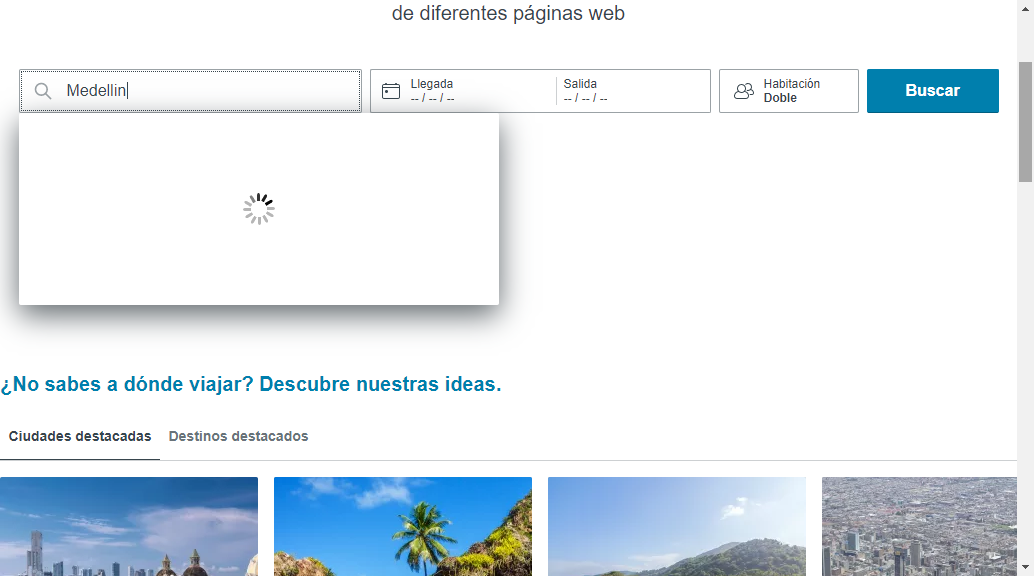 de diferentes páginas web
Medellin
Llegada
-- / -- / --
Salida
-- / -- / --
Habitación
Doble
Buscar
¿No sabes a dónde viajar? Descubre nuestras ideas.
Ciudades destacadas
Destinos destacados